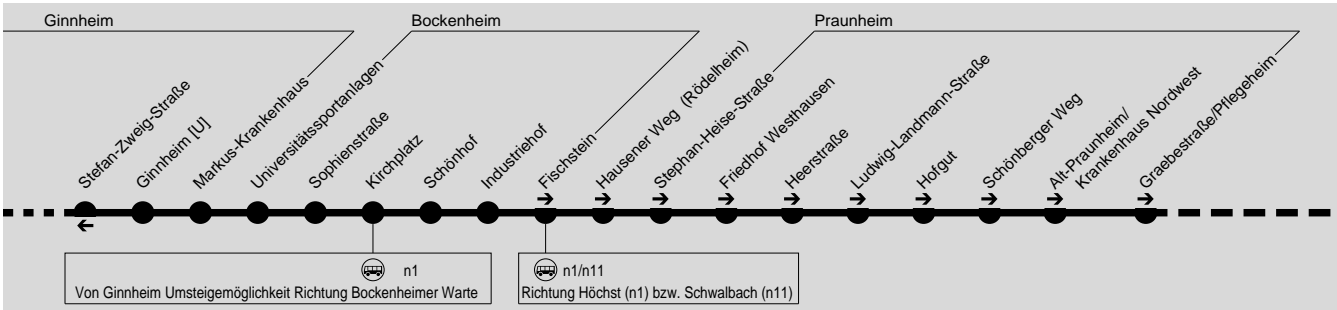 Ginnheim
Bockenheim
Praunheim
Stefan-Zweig-Straße
Ginnheim [U]
Markus-Krankenhaus
Universitätssportanlagen
Sophienstraße
Kirchplatz
Schönhof
Industriehof
Fischstein
Hausener Weg (Rödelheim)
Stephan-Heise-Straße
Friedhof Westhausen
Heerstraße
Ludwig-Landmann-Straße
Hofgut
Schönberger Weg
Alt-Praunheim/
Krankenhaus Nordwest
Graebestraße/Pflegeheim
n1
Von Ginnheim Umsteigemöglichkeit Richtung Bockenheimer Warte
n1/n11
Richtung Höchst (n1) bzw. Schwalbach (n11)